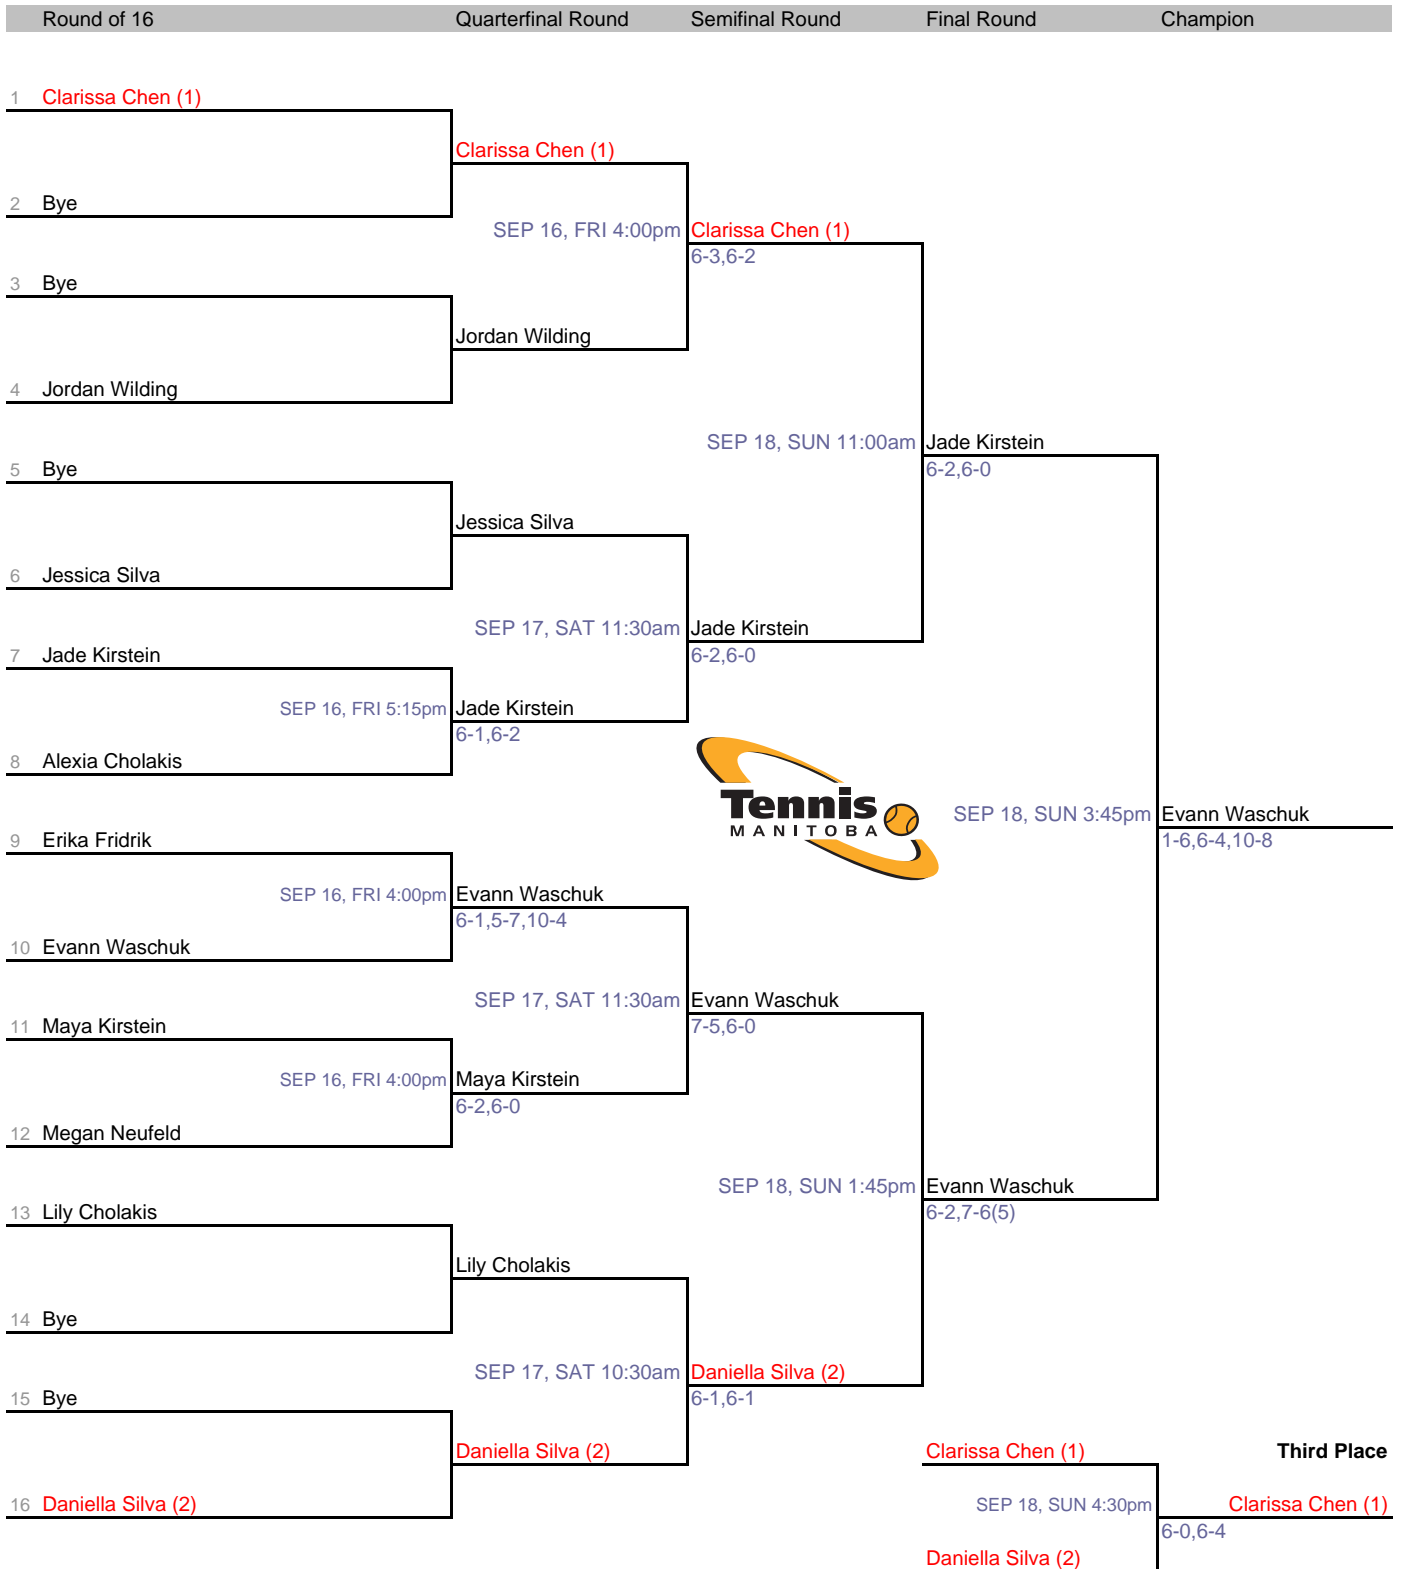 Round of 16 Quarterfinal Round Semifinal Round Final Round Champion
1 Clarissa Chen (1)
Clarissa Chen (1)
2 Bye
SEP 16, FRI 4:00pm Clarissa Chen (1)
6-3,6-2
3 Bye
Jordan Wilding
4 Jordan Wilding
SEP 18, SUN 11:00am Jade Kirstein
5 Bye 6-2,6-0
Jessica Silva
6 Jessica Silva
SEP 17, SAT 11:30am Jade Kirstein
7 Jade Kirstein 6-2,6-0
SEP 16, FRI 5:15pm Jade Kirstein
6-1,6-2
8 Alexia Cholakis
Tennis
MANITOBA
SEP 18, SUN 3:45pm Evann Waschuk
9 Erika Fridrik 1-6,6-4,10-8
SEP 16, FRI 4:00pm Evann Waschuk
6-1,5-7,10-4
10 Evann Waschuk
SEP 17, SAT 11:30am Evann Waschuk
11 Maya Kirstein 7-5,6-0
SEP 16, FRI 4:00pm Maya Kirstein
6-2,6-0
12 Megan Neufeld
SEP 18, SUN 1:45pm Evann Waschuk
13 Lily Cholakis 6-2,7-6(5)
Lily Cholakis
14 Bye
SEP 17, SAT 10:30am Daniella Silva (2)
15 Bye 6-1,6-1
Daniella Silva (2) Clarissa Chen (1) Third Place
16 Daniella Silva (2) SEP 18, SUN 4:30pm Clarissa Chen (1)
6-0,6-4
Daniella Silva (2)